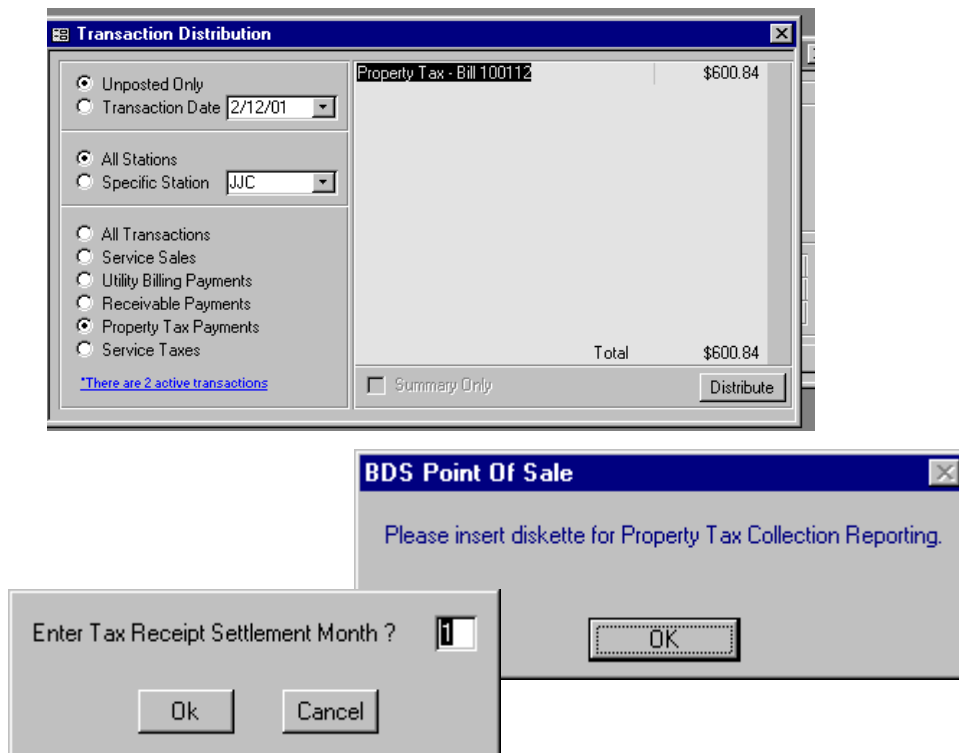 Transaction Distribution
Unposted Only
Transaction Date 2/12/01
All Stations
Specific Station JJC
All Transactions
Service Sales
Utility Billing Payments
Receivable Payments
Property Tax Payments
Service Taxes
*There are 2 active transactions
Property Tax - Bill 100112 $600.84
Total $600.84
Summary Only
Distribute
BDS Point Of Sale
Please insert diskette for Property Tax Collection Reporting.
OK
Enter Tax Receipt Settlement Month ? 1
Ok Cancel